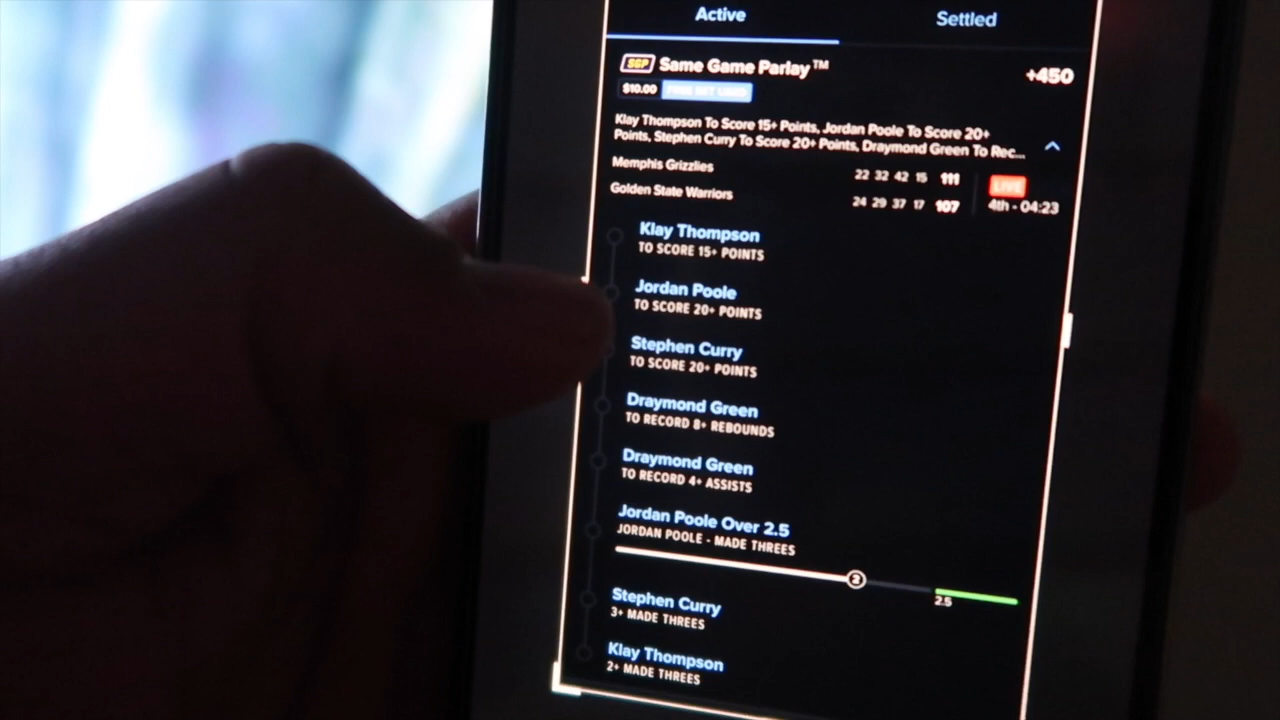 Active Settled
SGP Same Game Parlay™ +450
$10.00 FREE BET USED
Klay Thompson To Score 15+ Points, Jordan Poole To Score 20+
Points, Stephen Curry To Score 20+ Points, Draymond Green To Rec...
Memphis Grizzlies 22 32 42 15 111 LIVE
Golden State Warriors 24 29 37 17 107 4th - 04:23
Klay Thompson
TO SCORE 15+ POINTS
Jordan Poole
TO SCORE 20+ POINTS
Stephen Curry
TO SCORE 20+ POINTS
Draymond Green
TO RECORD 8+ REBOUNDS
Draymond Green
TO RECORD 4+ ASSISTS
Jordan Poole Over 2.5
JORDAN POOLE - MADE THREES
2
2.5
Stephen Curry
3+ MADE THREES
Klay Thompson
2+ MADE THREES